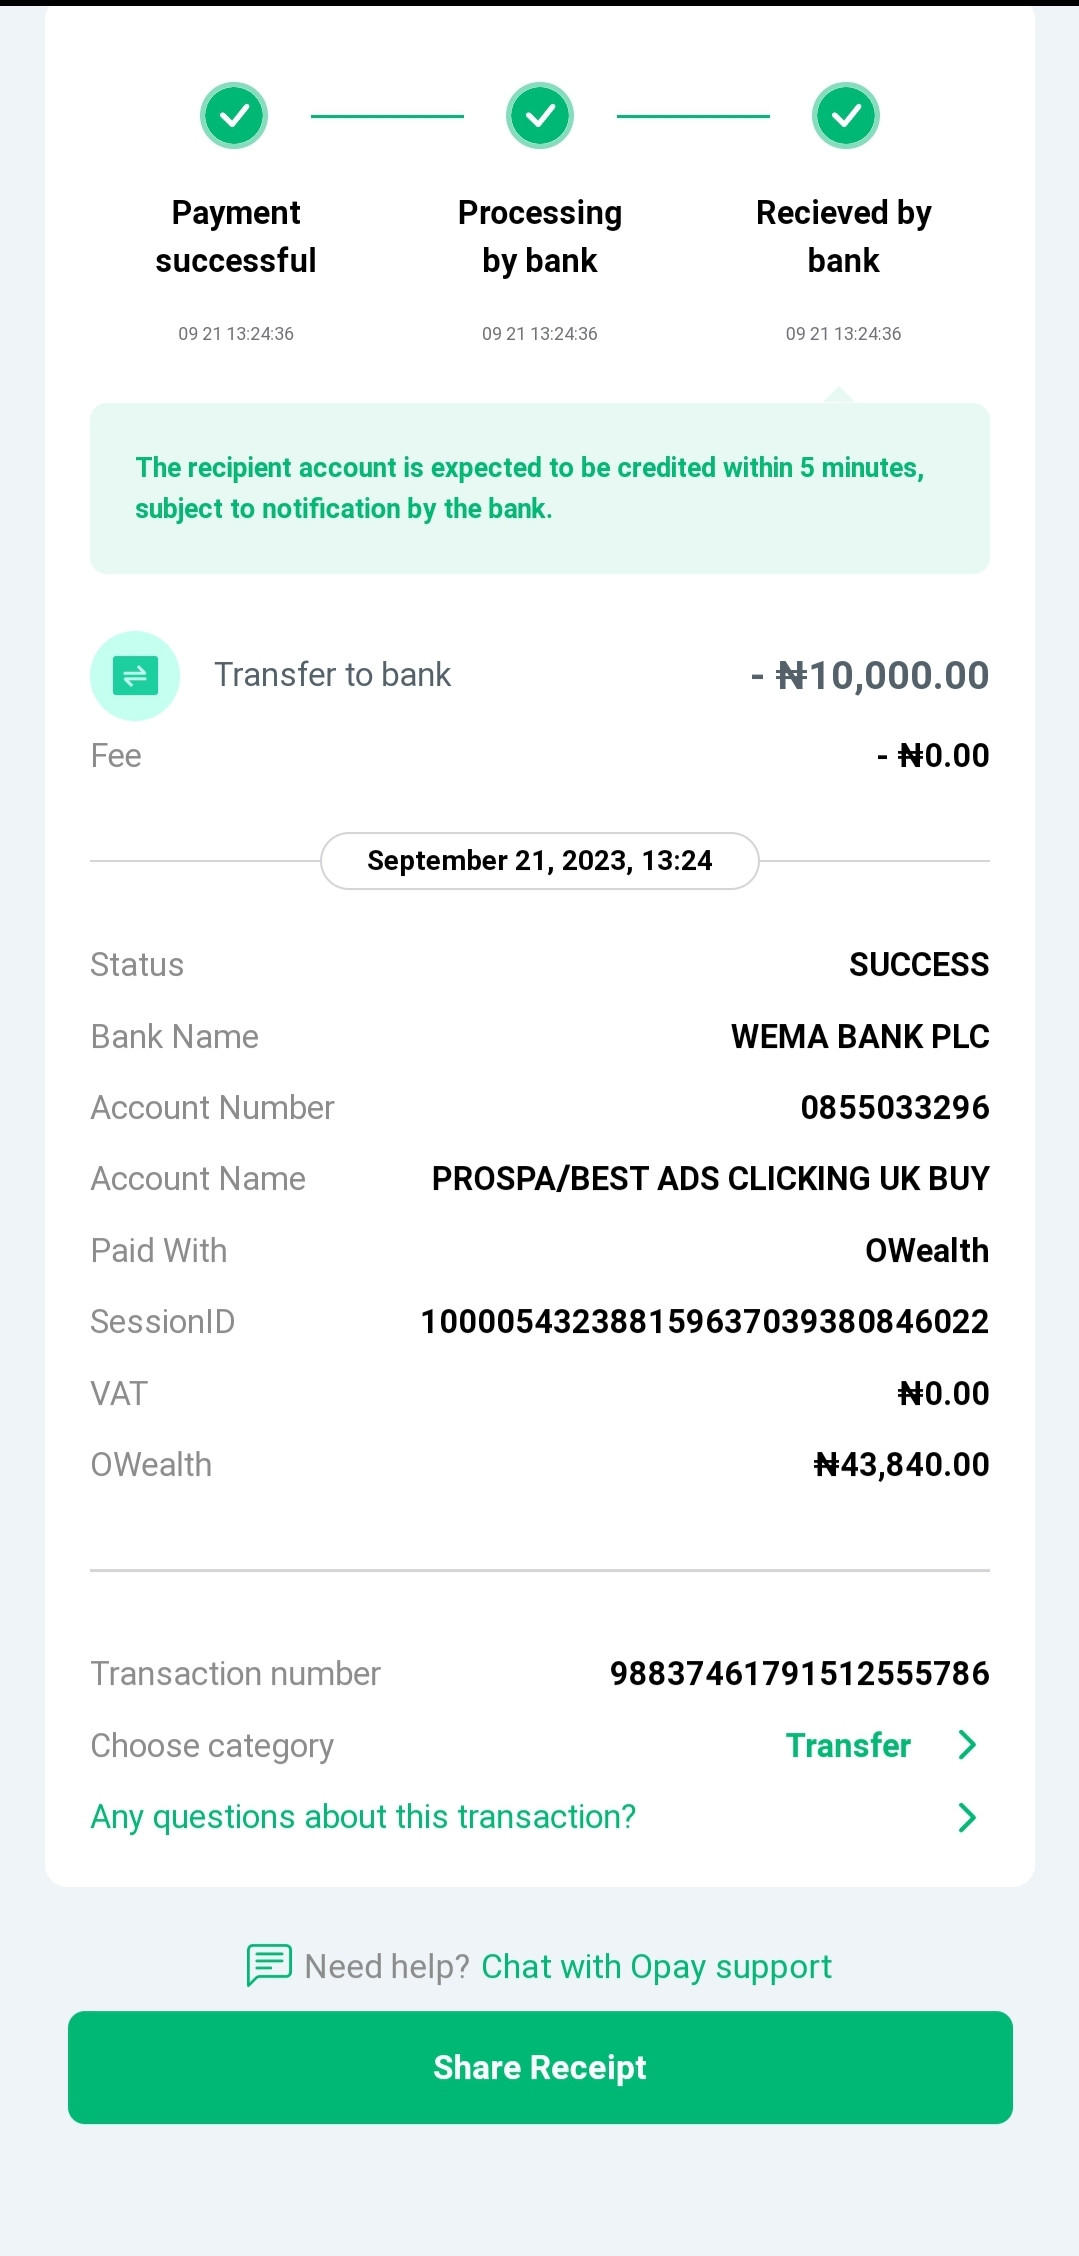 Payment
successful
Processing
by bank
Recieved by
bank
09 21 13:24:36
09 21 13:24:36
09 21 13:24:36
The recipient account is expected to be credited within 5 minutes,
subject to notification by the bank.
Transfer to bank - ₦10,000.00
Fee - ₦0.00
September 21, 2023, 13:24
Status SUCCESS
Bank Name WEMA BANK PLC
Account Number 0855033296
Account Name PROSPA/BEST ADS CLICKING UK BUY
Paid With OWealth
SessionID 100005432388159637039380846022
VAT ₦0.00
OWealth ₦43,840.00
Transaction number 98837461791512555786
Choose category Transfer
Any questions about this transaction?
Need help? Chat with Opay support
Share Receipt